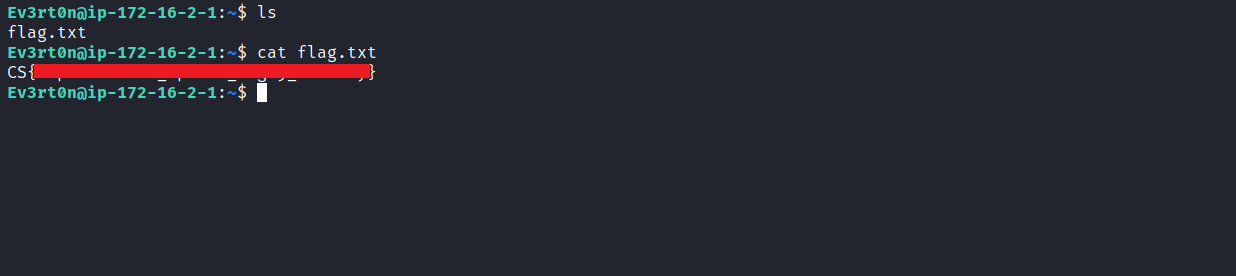 Ev3rt0n@ip-172-16-2-1:~$ ls
flag.txt
Ev3rt0n@ip-172-16-2-1:~$ cat flag.txt
CS{ }
Ev3rt0n@ip-172-16-2-1:~$